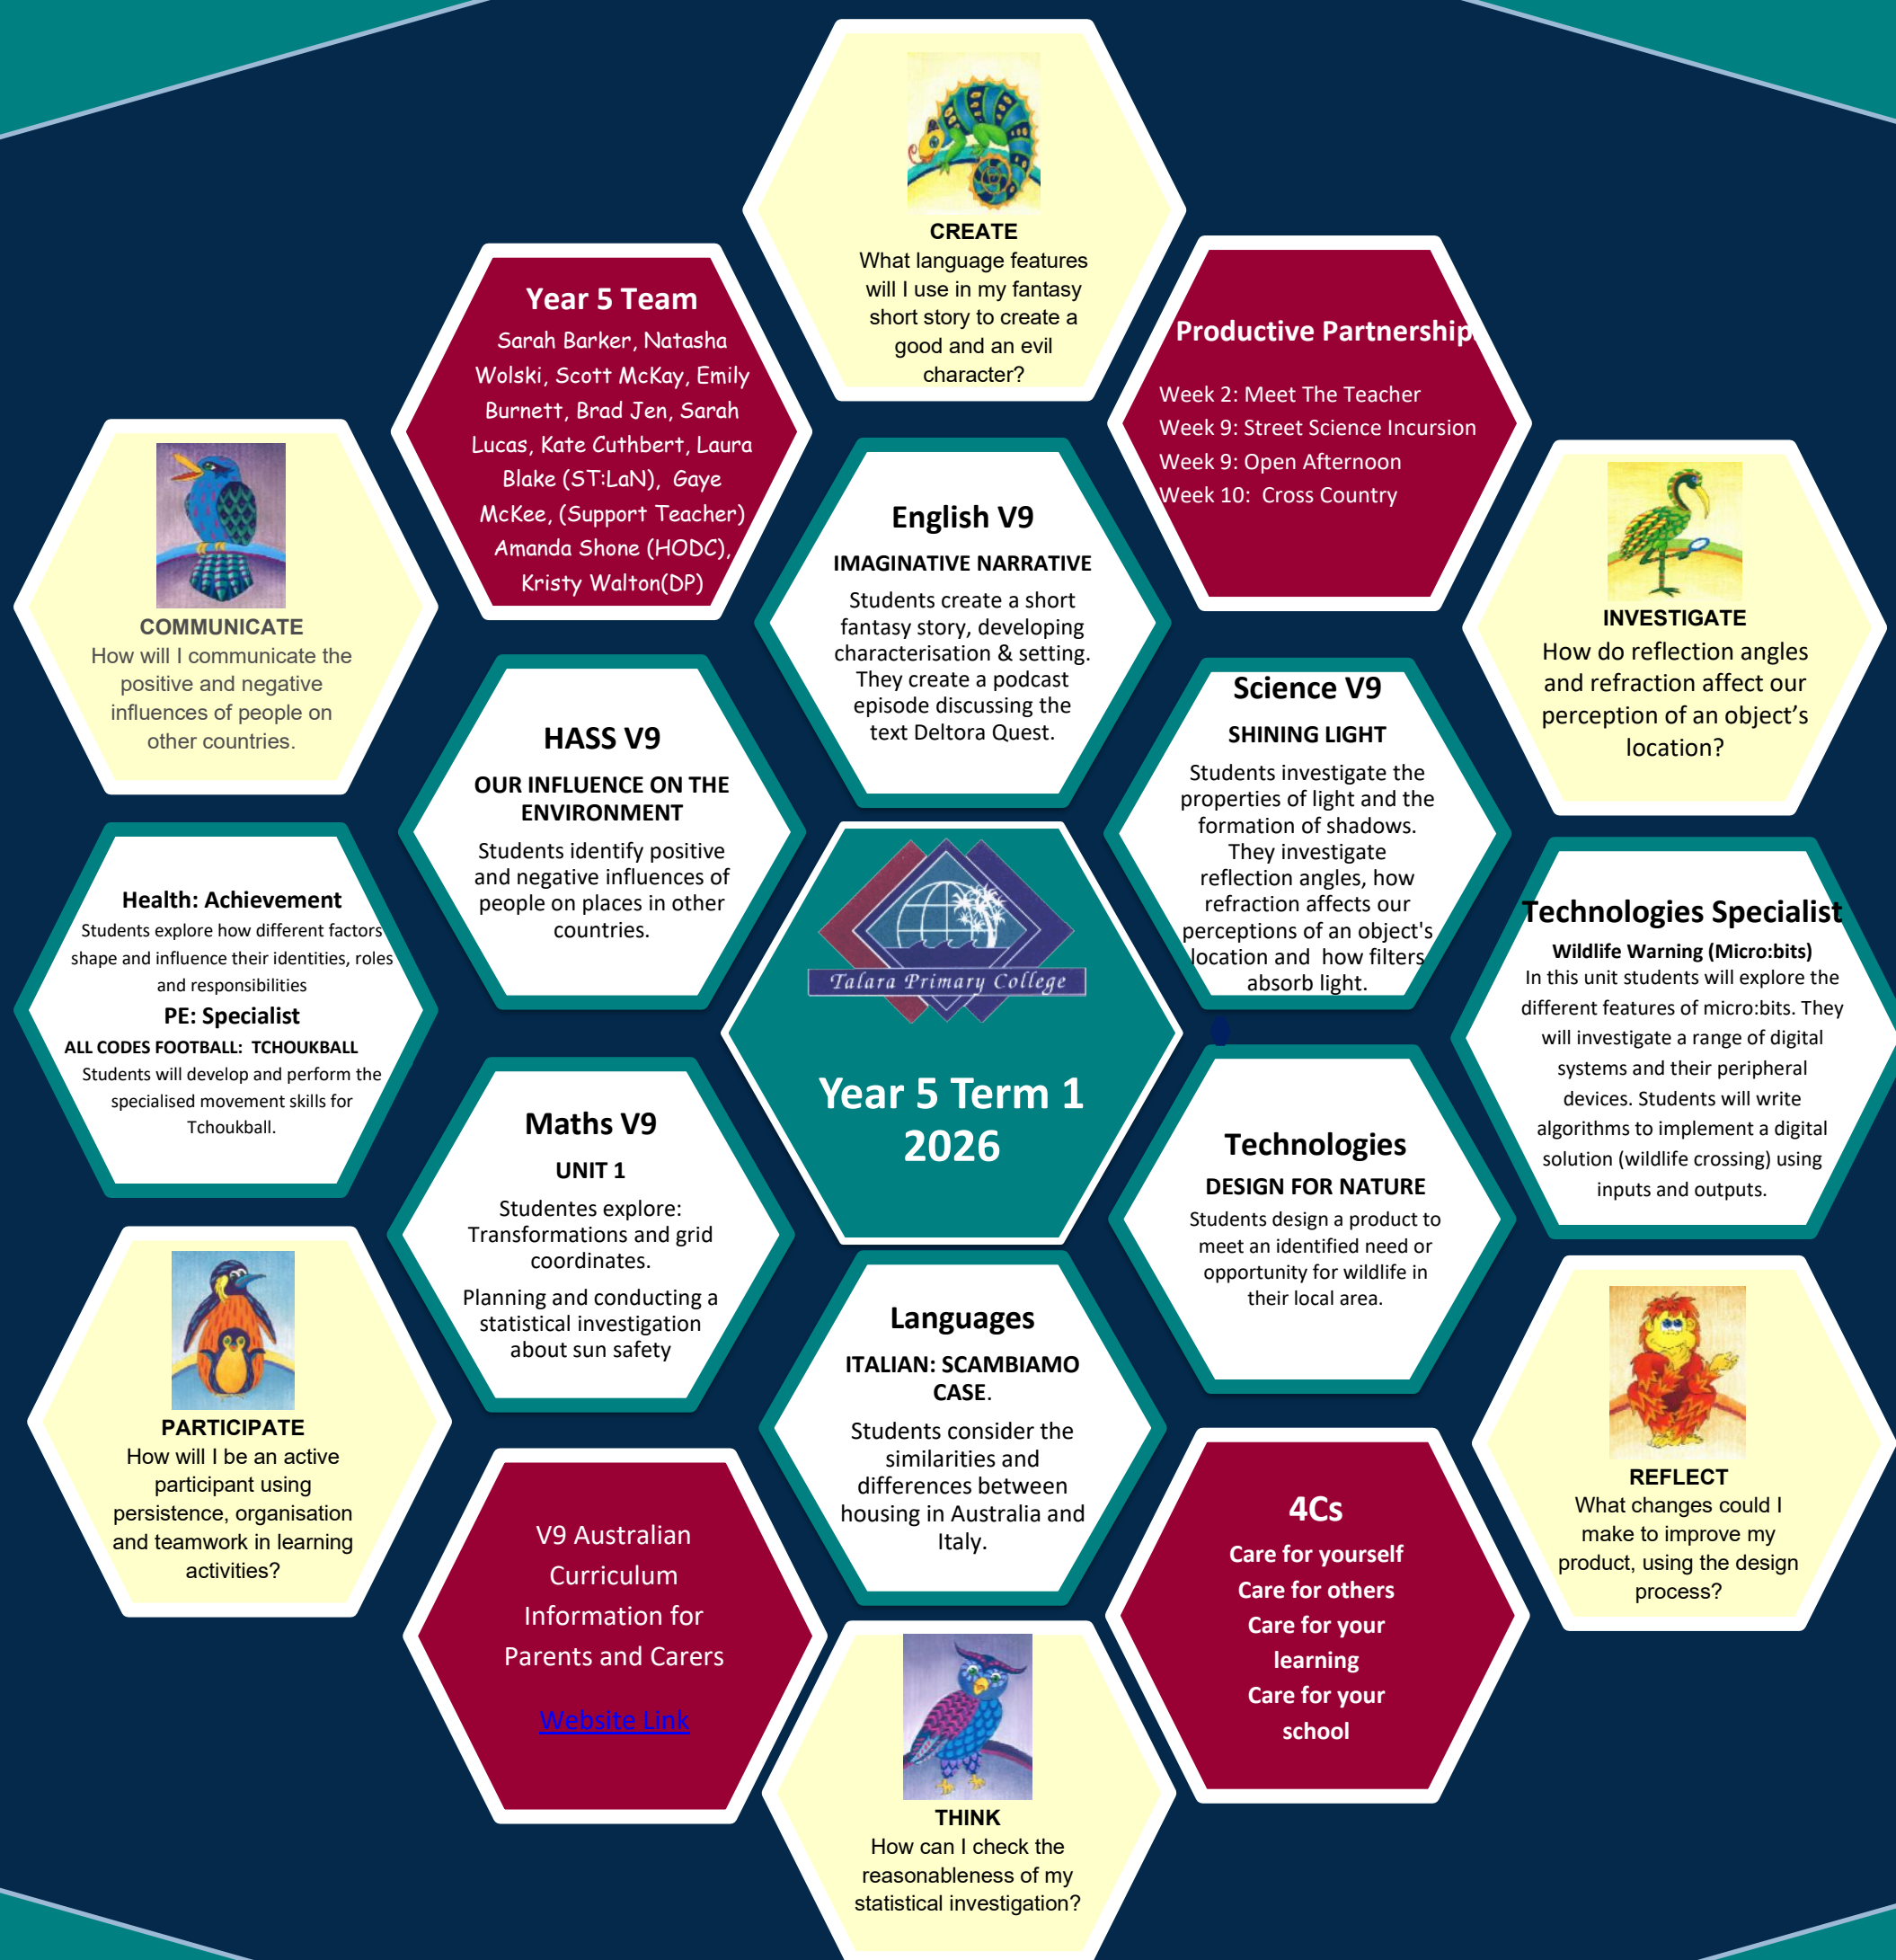 CREATE
What language features
will I use in my fantasy
short story to create a
good and an evil
character?
Year 5 Team
Sarah Barker, Natasha
Wolski, Scott McKay, Emily
Burnett, Brad Jen, Sarah
Lucas, Kate Cuthbert, Laura
Blake (ST:LaN),  Gaye
McKee, (Support Teacher)
Amanda Shone (HODC),
Kristy Walton(DP)
Productive Partnership
Week 2: Meet The Teacher
Week 9: Street Science Incursion
Week 9: Open Afternoon
Week 10:  Cross Country
COMMUNICATE
How will I communicate the
positive and negative
influences of people on
other countries.
English V9
IMAGINATIVE NARRATIVE
Students create a short
fantasy story, developing
characterisation & setting.
They create a podcast
episode discussing the
text Deltora Quest.
INVESTIGATE
How do reflection angles
and refraction affect our
perception of an object’s
location?
HASS V9
OUR INFLUENCE ON THE
ENVIRONMENT
Students identify positive
and negative influences of
people on places in other
countries.
Science V9
SHINING LIGHT
Students investigate the
properties of light and the
formation of shadows.
They investigate
reflection angles, how
refraction affects our
perceptions of an object's
location and  how filters
absorb light.
Health: Achievement
Students explore how different factors
shape and influence their identities, roles
and responsibilities
PE: Specialist
ALL CODES FOOTBALL:  TCHOUKBALL
Students will develop and perform the
specialised movement skills for
Tchoukball.
Talara Primary College
Year 5 Term 1
2026
Technologies Specialist
Wildlife Warning (Micro:bits)
In this unit students will explore the
different features of micro:bits. They
will investigate a range of digital
systems and their peripheral
devices. Students will write
algorithms to implement a digital
solution (wildlife crossing) using
inputs and outputs.
Maths V9
UNIT 1
Studentes explore:
Transformations and grid
coordinates.
Planning and conducting a
statistical investigation
about sun safety
Technologies
DESIGN FOR NATURE
Students design a product to
meet an identified need or
opportunity for wildlife in
their local area.
PARTICIPATE
How will I be an active
participant using
persistence, organisation
and teamwork in learning
activities?
Languages
ITALIAN: SCAMBIAMO
CASE.
Students consider the
similarities and
differences between
housing in Australia and
Italy.
REFLECT
What changes could I
make to improve my
product, using the design
process?
V9 Australian
Curriculum
Information for
Parents and Carers
Website Link
4Cs
Care for yourself
Care for others
Care for your
learning
Care for your
school
THINK
How can I check the
reasonableness of my
statistical investigation?